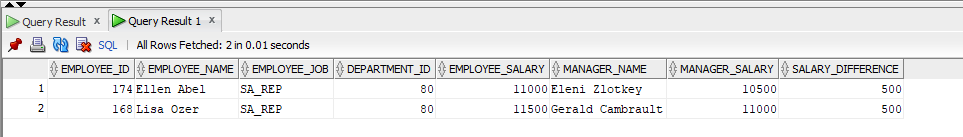 Query Result x Query Result 1 x
SQL | All Rows Fetched: 2 in 0.01 seconds
EMPLOYEE_ID EMPLOYEE_NAME EMPLOYEE_JOB DEPARTMENT_ID EMPLOYEE_SALARY MANAGER_NAME MANAGER_SALARY SALARY_DIFFERENCE
1 174 Ellen Abel SA_REP 80 11000 Eleni Zlotkey 10500 500
2 168 Lisa Ozer SA_REP 80 11500 Gerald Cambrault 11000 500